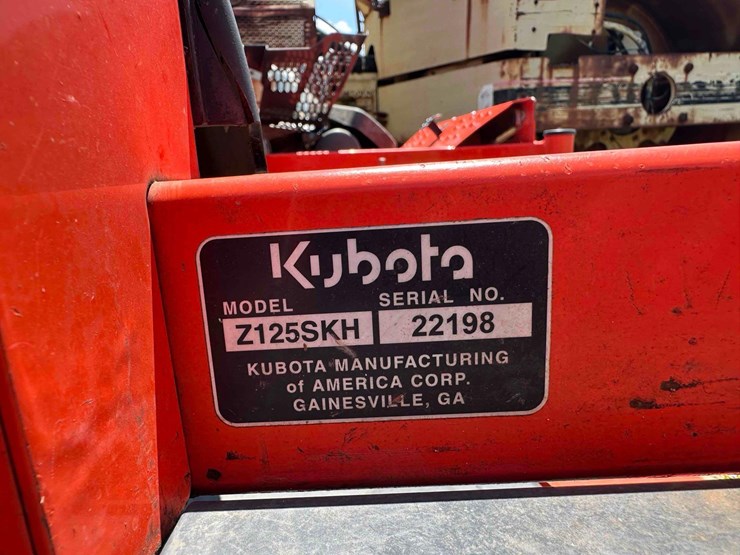 Kubota
MODEL SERIAL NO.
Z125SKH 22198
KUBOTA MANUFACTURING
of AMERICA CORP.
GAINESVILLE, GA